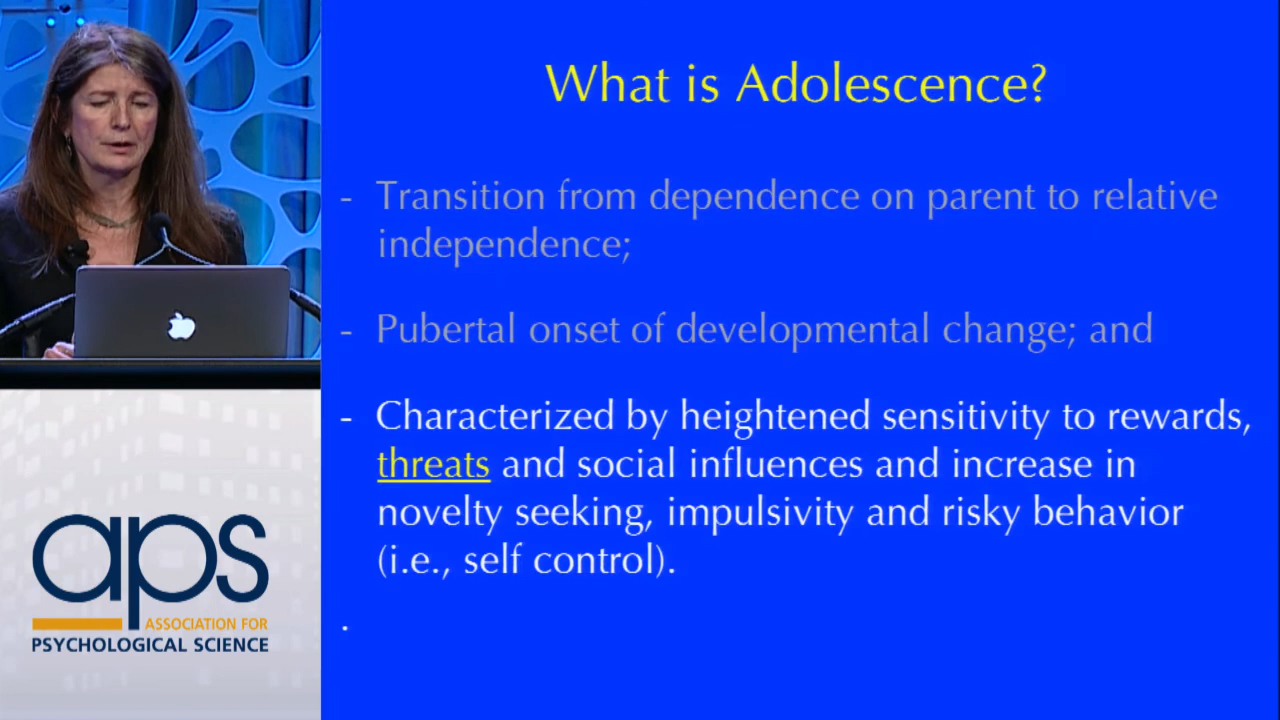 What is Adolescence?
- Transition from dependence on parent to relative
independence;
- Pubertal onset of developmental change; and
- Characterized by heightened sensitivity to rewards,
threats and social influences and increase in
novelty seeking, impulsivity and risky behavior
(i.e., self control).
.
aps
ASSOCIATION FOR
PSYCHOLOGICAL SCIENCE